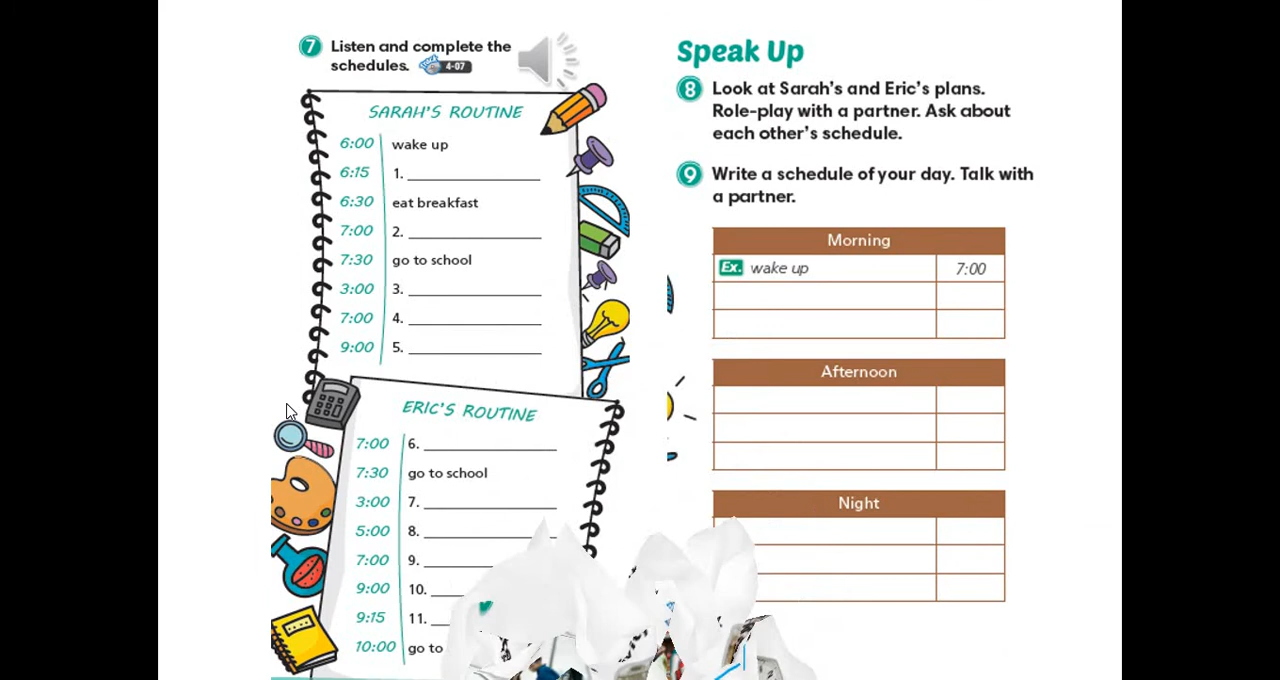 7 Listen and complete the
schedules. 4-07
SARAH'S ROUTINE
6:00 wake up
6:15 1.
6:30 eat breakfast
7:00 2.
7:30 go to school
3:00 3.
7:00 4.
9:00 5.
ERIC'S ROUTINE
7:00 6.
7:30 go to school
3:00 7.
5:00 8.
7:00 9.
9:00 10.
9:15 11.
10:00 go to
Speak Up
8 Look at Sarah's and Eric's plans.
Role-play with a partner. Ask about
each other's schedule.
9 Write a schedule of your day. Talk with
a partner.
Morning
Ex. wake up 7:00
Afternoon
Night